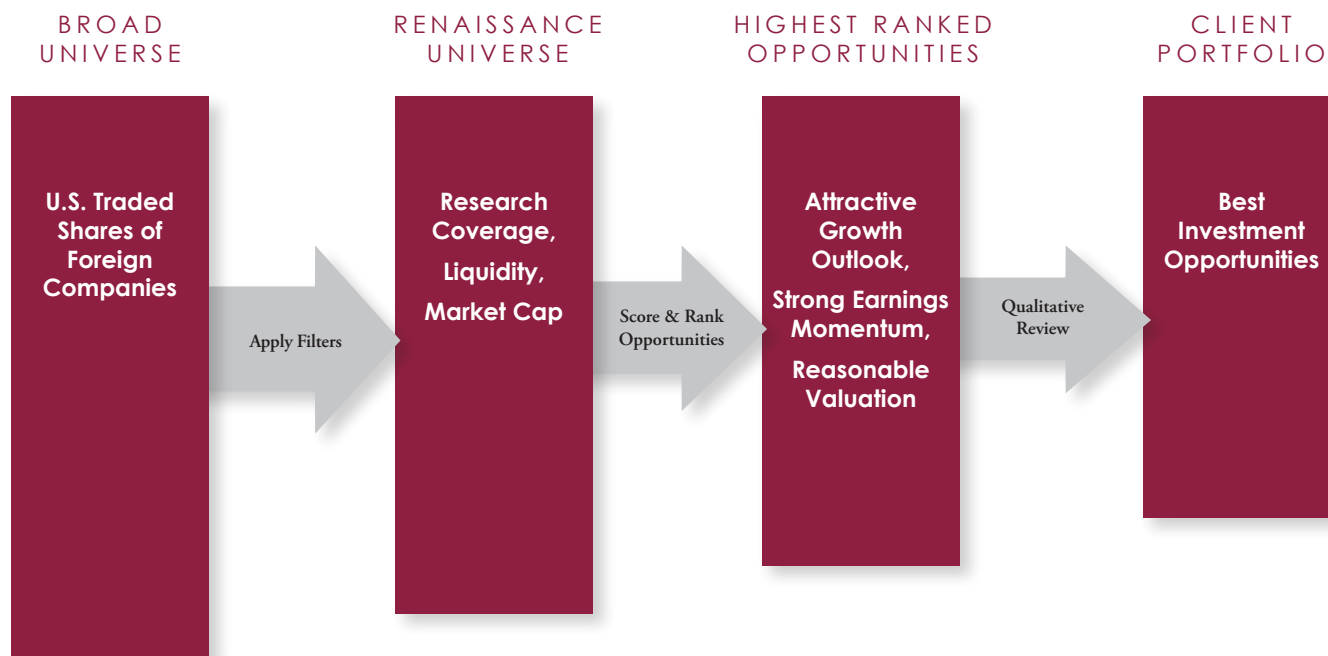 BROAD
UNIVERSE
RENAISSANCE
UNIVERSE
HIGHEST RANKED
OPPORTUNITIES
CLIENT
PORTFOLIO
U.S. Traded
Shares of
Foreign
Companies
Apply Filters
Research
Coverage,
Liquidity,
Market Cap
Score & Rank
Opportunities
Attractive
Growth
Outlook,
Strong Earnings
Momentum,
Reasonable
Valuation
Qualitative
Review
Best
Investment
Opportunities